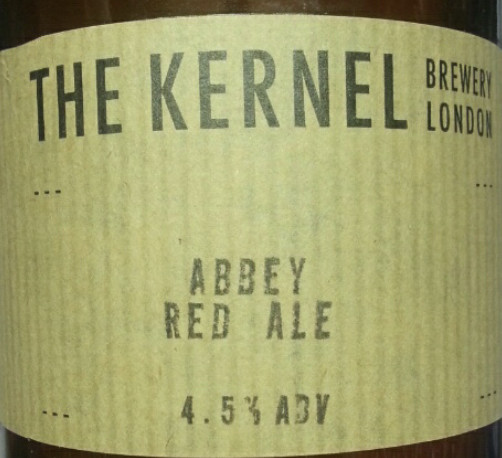 THE KERNEL BREWERY LONDON
ABBEY
RED ALE
4.5% ABV